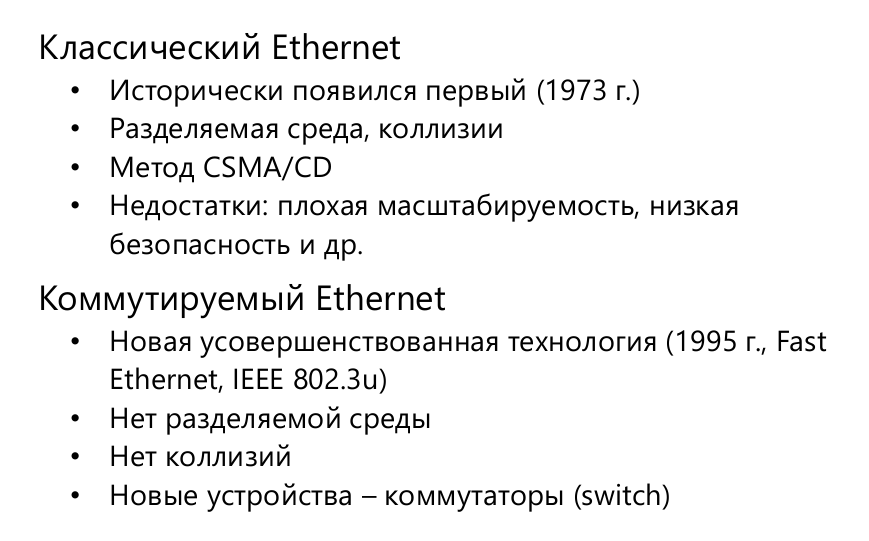 Классический Ethernet
• Исторически появился первый (1973 г.)
• Разделяемая среда, коллизии
• Метод CSMA/CD
• Недостатки: плохая масштабируемость, низкая
безопасность и др.
Коммутируемый Ethernet
• Новая усовершенствованная технология (1995 г., Fast
Ethernet, IEEE 802.3u)
• Нет разделяемой среды
• Нет коллизий
• Новые устройства – коммутаторы (switch)